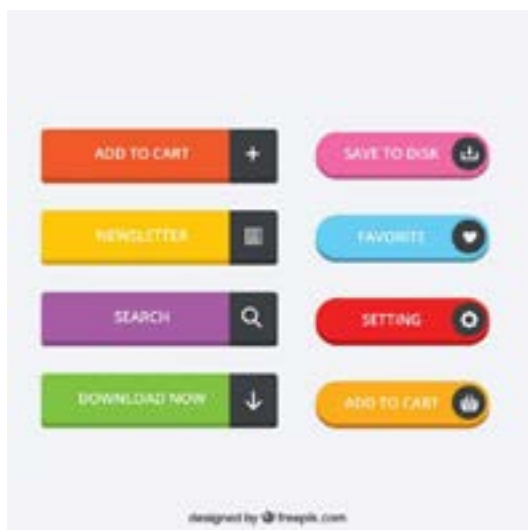 ADD TO CART
NEWSLETTER
SEARCH
DOWNLOAD NOW
SAVE TO DISK
FAVORITE
SETTING
ADD TO CART
designed by freepik.com